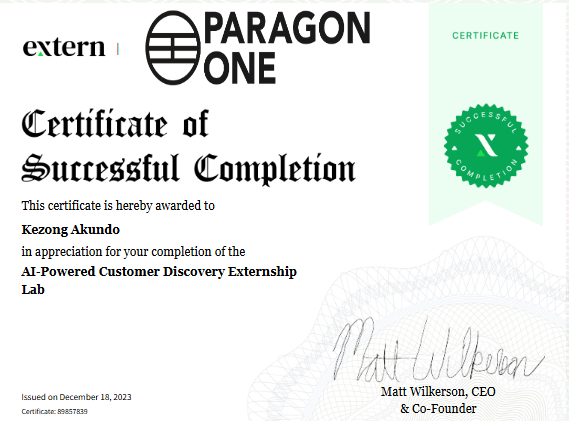 extern
PARAGON
ONE
CERTIFICATE
SUCCESSFUL
COMPLETION
Certificate of
Successful Completion
This certificate is hereby awarded to
Kezong Akundo
in appreciation for your completion of the
AI-Powered Customer Discovery Externship
Lab
Matt Wilkerson
Matt Wilkerson, CEO
& Co-Founder
Issued on December 18, 2023
Certificate: 89857839